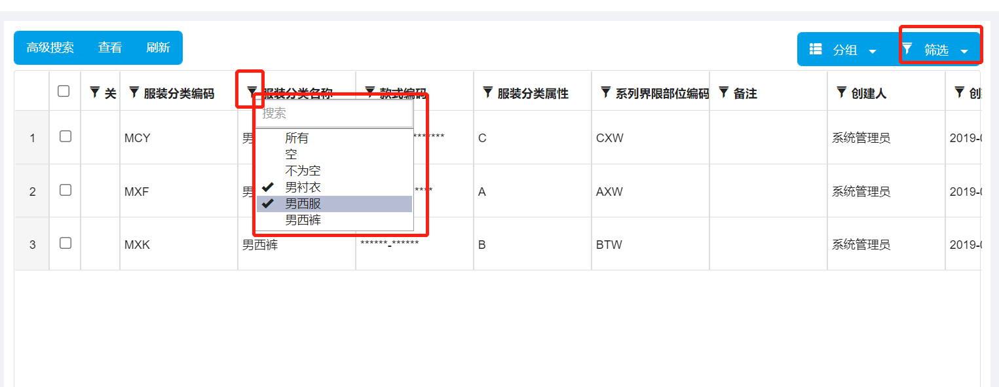 高级搜索 查看 刷新 分组 筛选
关 服装分类编码 服装分类名称 款式编码 服装分类属性 系列界限部位编码 备注 创建人 创
搜索
1 MCY 男 ******* C CXW 系统管理员 2019-0
所有
空
不为空
男衬衣
2 MXF 男 **** A AXW 系统管理员 2019-0
男西服
男西裤
3 MXK 男西裤 ******-****** B BTW 系统管理员 2019-0